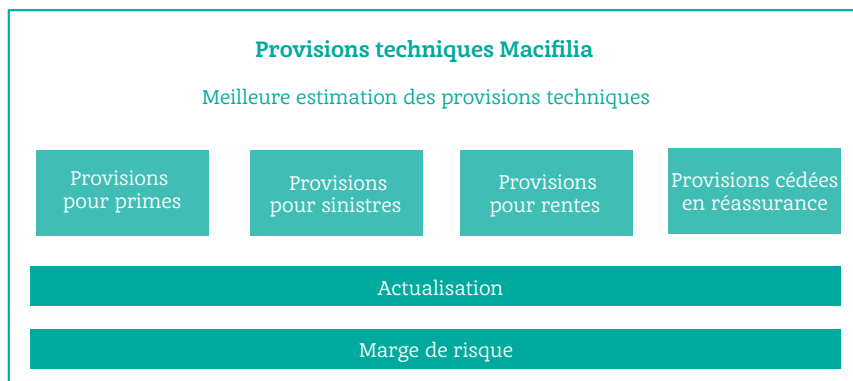 Provisions techniques Macifilia
Meilleure estimation des provisions techniques
Provisions
pour primes
Provisions
pour sinistres
Provisions
pour rentes
Provisions cédées
en réassurance
Actualisation
Marge de risque